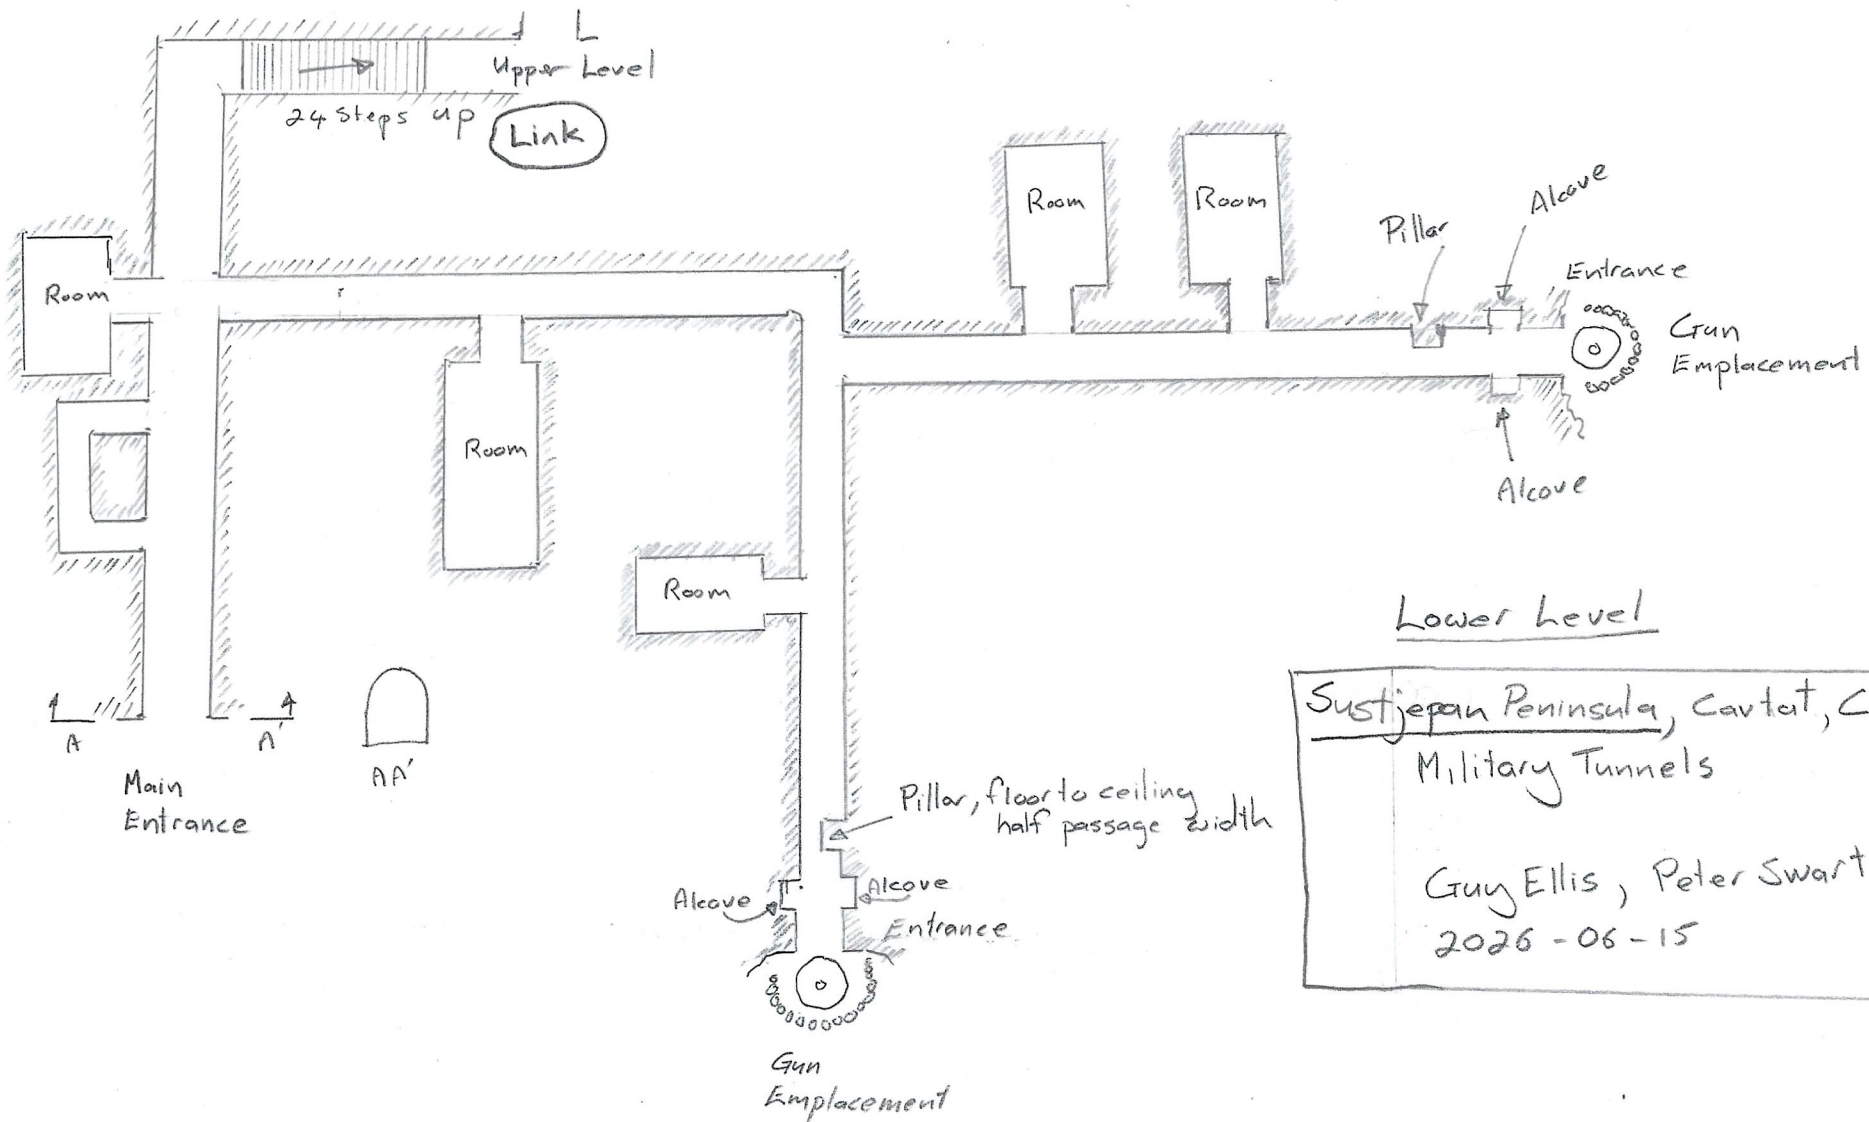 Upper Level
24 Steps up
Link
Room
Room
Room
Pillar
Alcove
Entrance
Gun
Emplacement
Alcove
Room
Room
Room
A
A'
AA'
Main
Entrance
Pillar, floor to ceiling
half passage width
Alcove
Alcove
Entrance
Gun
Emplacement
Lower Level
Sustjepan Peninsula, Cavtat, C
Military Tunnels
Guy Ellis, Peter Swart
2026-06-15